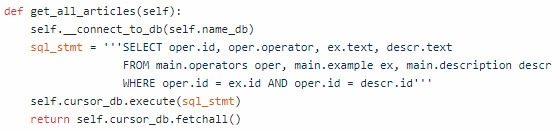 def get_all_articles(self):
    self.__connect_to_db(self.name_db)
    sql_stmt = '''SELECT oper.id, oper.operator, ex.text, descr.text
                  FROM main.operators oper, main.example ex, main.description descr
                  WHERE oper.id = ex.id AND oper.id = descr.id'''
    self.cursor_db.execute(sql_stmt)
    return self.cursor_db.fetchall()